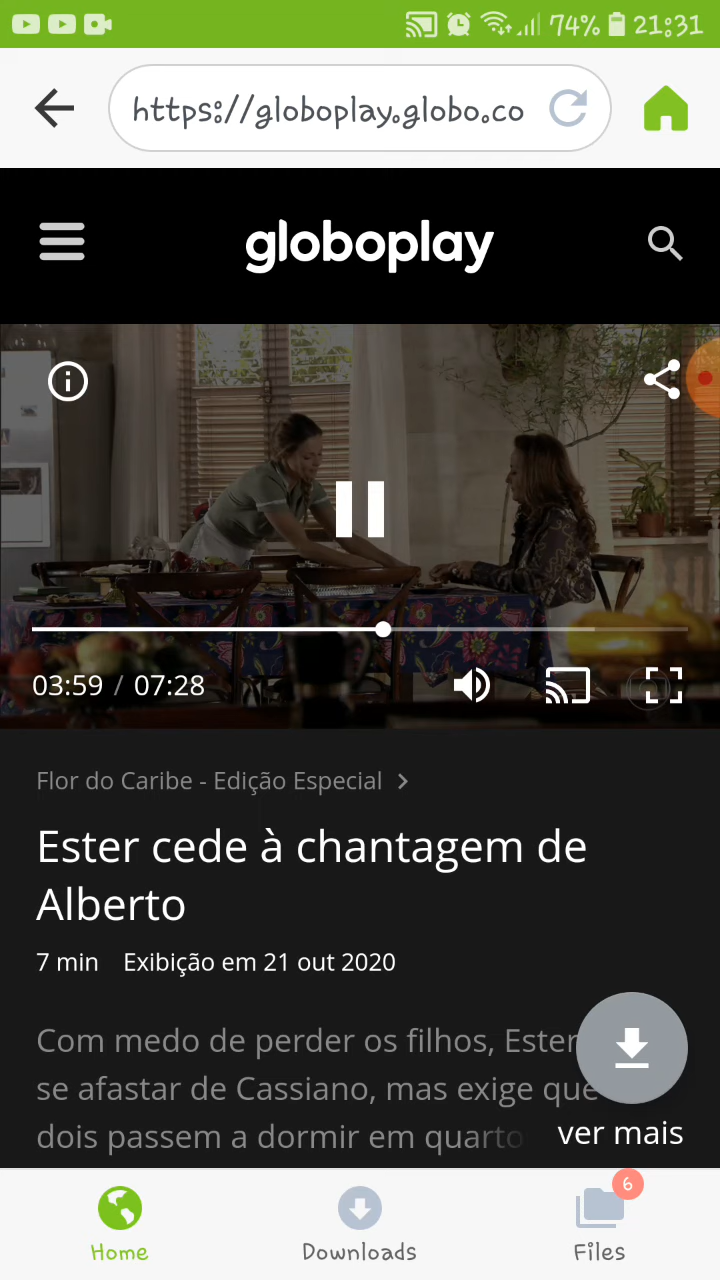 74% 21:31
https://globoplay.globo.co
globoplay
03:59 / 07:28
Flor do Caribe - Edição Especial
Ester cede à chantagem de
Alberto
7 min Exibição em 21 out 2020
Com medo de perder os filhos, Ester
se afastar de Cassiano, mas exige que
dois passem a dormir em quarto
ver mais
6
Home Downloads Files